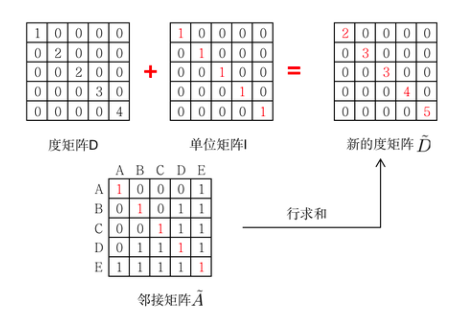 1 0 0 0 0 1 0 0 0 0 2 0 0 0 0
0 2 0 0 0 + 0 1 0 0 0 = 0 3 0 0 0
0 0 2 0 0 0 0 1 0 0 0 0 3 0 0
0 0 0 3 0 0 0 0 1 0 0 0 0 4 0
0 0 0 0 4 0 0 0 0 1 0 0 0 0 5
度矩阵D 单位矩阵I 新的度矩阵 D̃
A B C D E
A 1 0 0 0 1
B 0 1 0 1 1
C 0 0 1 1 1
D 0 1 1 1 1
E 1 1 1 1 1
行求和
邻接矩阵Ã